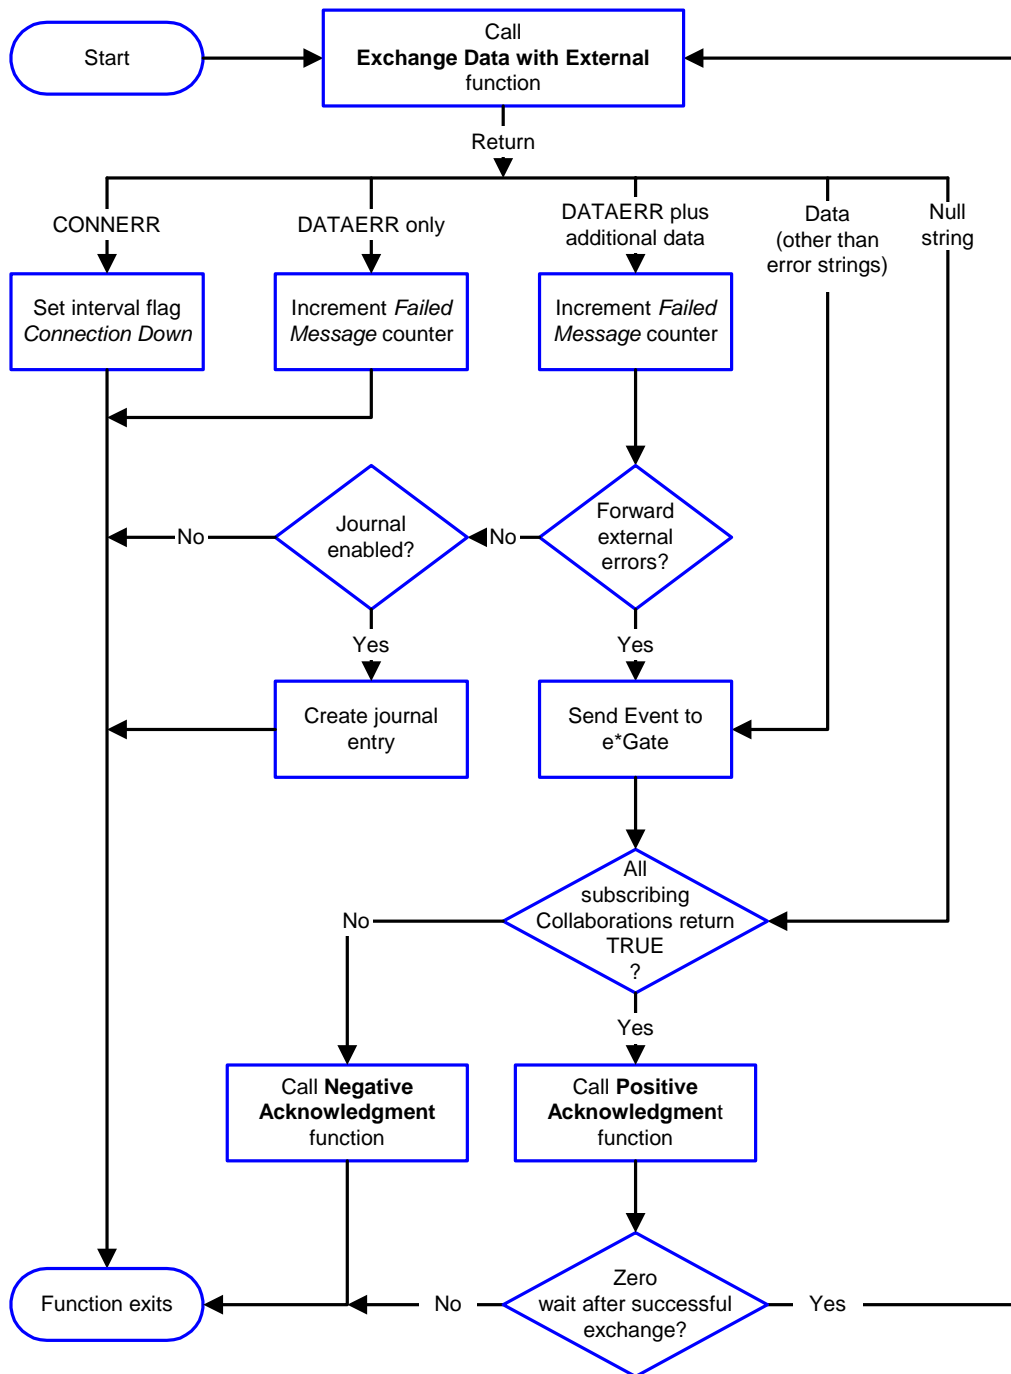 Start
Call
Exchange Data with External
function
Return
CONNERR
DATAERR only
DATAERR plus
additional data
Data
(other than
error strings)
Null
string
Set interval flag
Connection Down
Increment Failed
Message counter
Increment Failed
Message counter
Journal
enabled?
Forward
external
errors?
No
No
Yes
Yes
Create journal
entry
Send Event to
e*Gate
All
subscribing
Collaborations return
TRUE
?
No
Yes
Call Negative
Acknowledgment
function
Call Positive
Acknowledgment
function
Function exits
No
Zero
wait after successful
exchange?
Yes